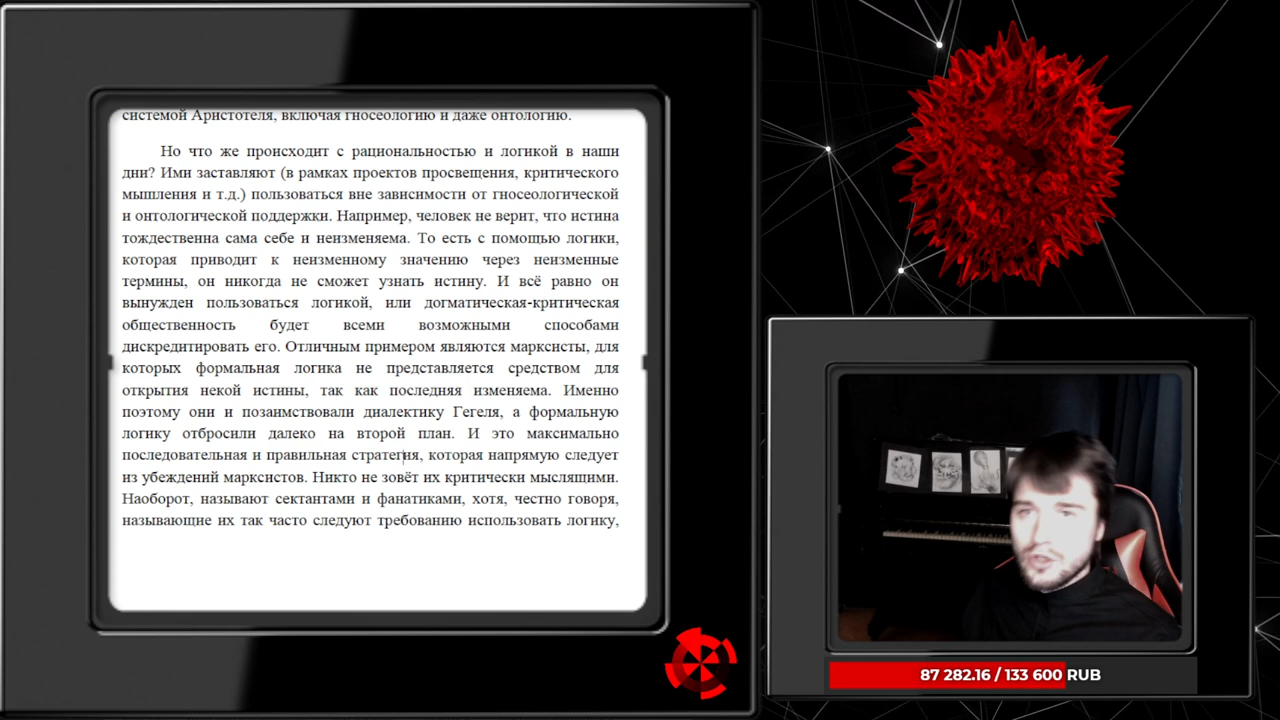 системой Аристотеля, включая гносеологию и даже онтологию.
Но что же происходит с рациональностью и логикой в наши
дни? Ими заставляют (в рамках проектов просвещения, критического
мышления и т.д.) пользоваться вне зависимости от гносеологической
и онтологической поддержки. Например, человек не верит, что истина
тождественна сама себе и неизменяема. То есть с помощью логики,
которая приводит к неизменному значению через неизменные
термины, он никогда не сможет узнать истину. И всё равно он
вынужден пользоваться логикой, или догматическая-критическая
общественность будет всеми возможными способами
дискредитировать его. Отличным примером являются марксисты, для
которых формальная логика не представляется средством для
открытия некой истины, так как последняя изменяема. Именно
поэтому они и позаимствовали диалектику Гегеля, а формальную
логику отбросили далеко на второй план. И это максимально
последовательная и правильная стратегия, которая напрямую следует
из убеждений марксистов. Никто не зовёт их критически мыслящими.
Наоборот, называют сектантами и фанатиками, хотя, честно говоря,
называющие их так часто следуют требованию использовать логику,
87 282.16 / 133 600 RUB